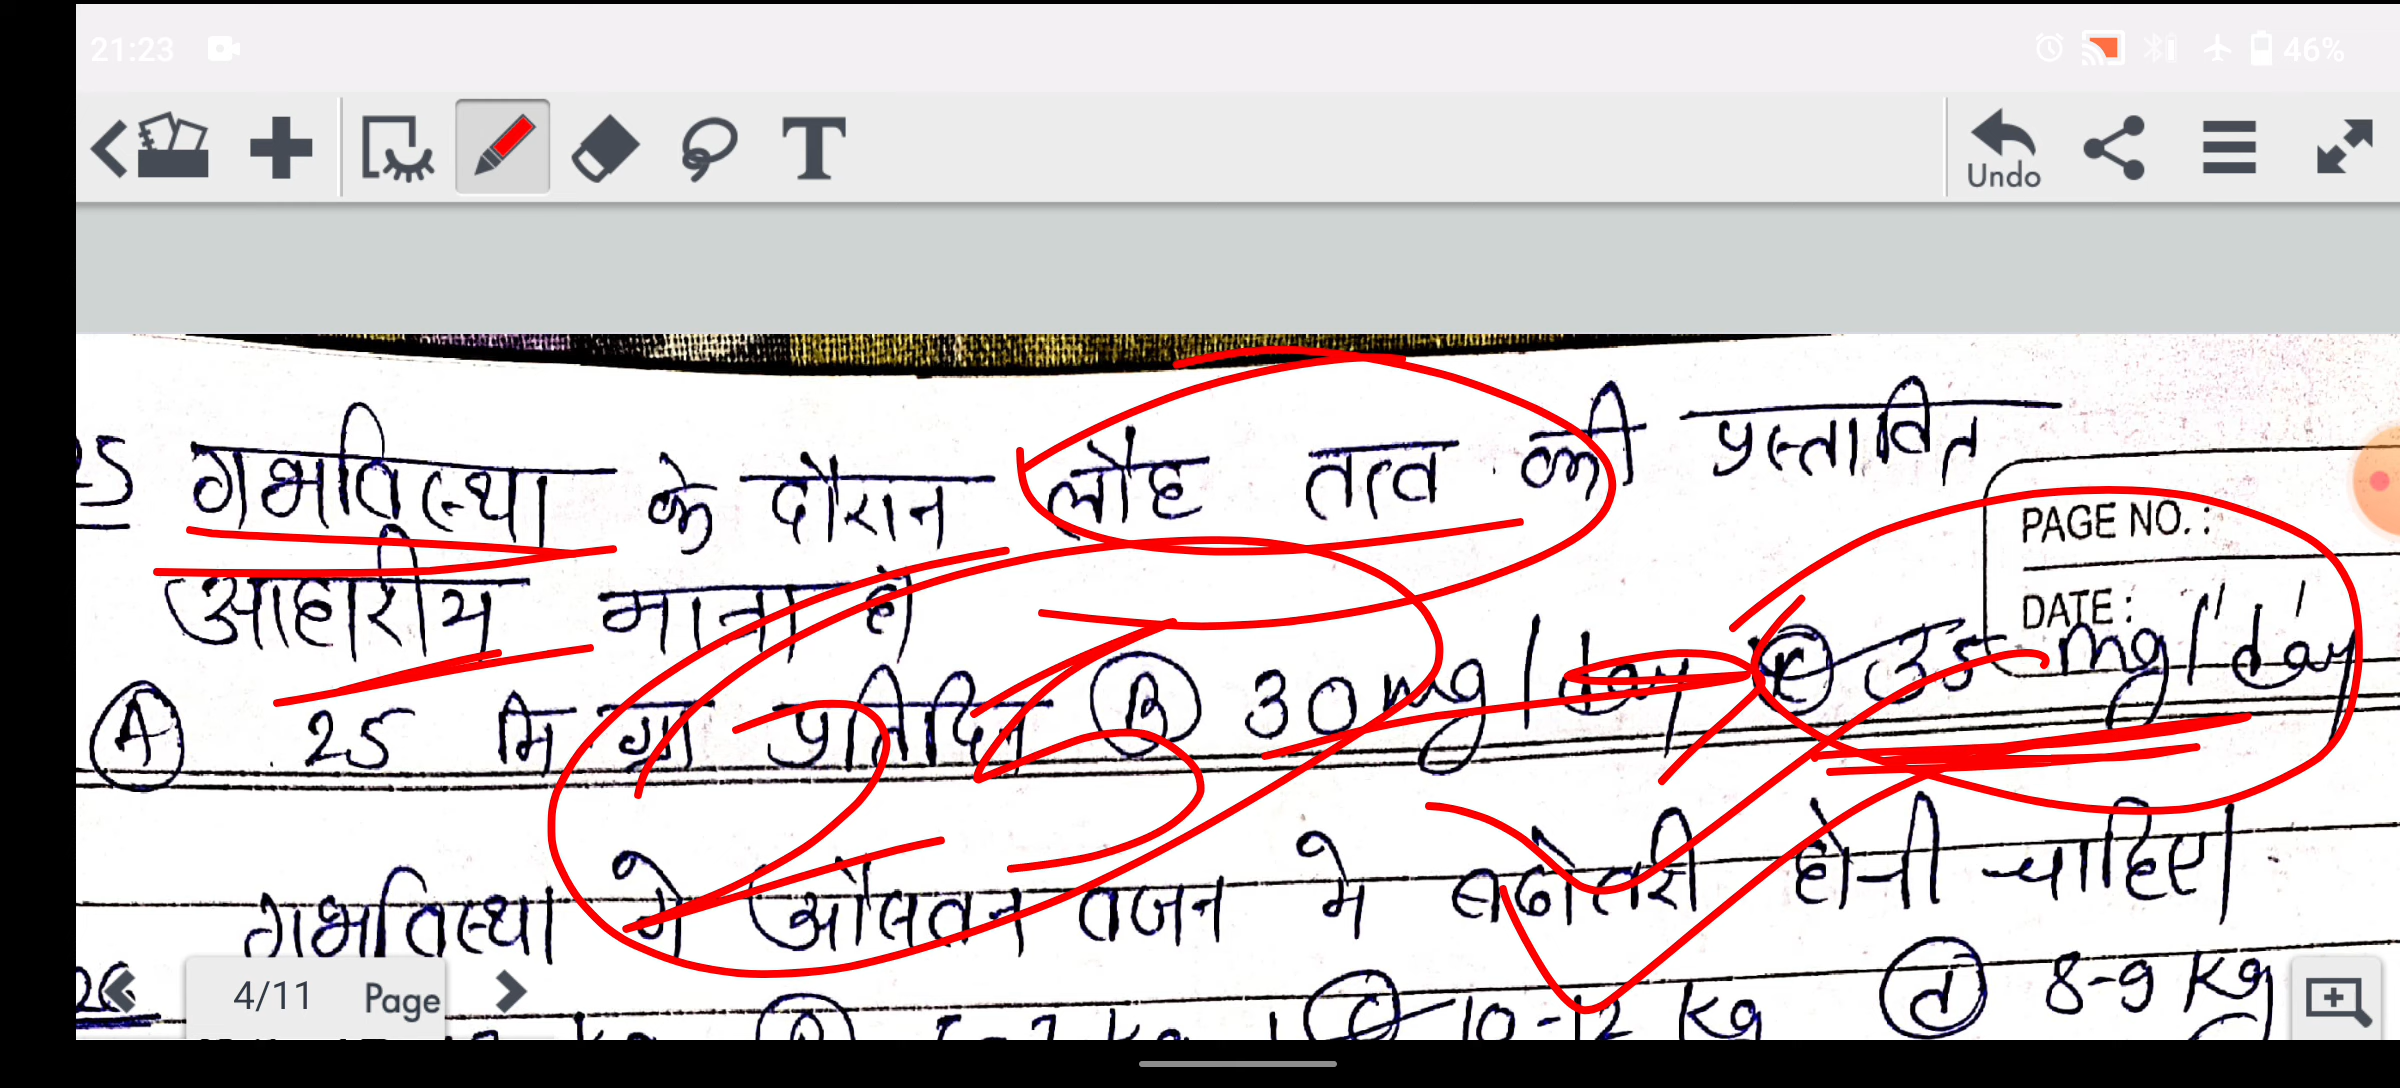 21:23 46%
Undo
गर्भावस्था के दौरान लौह तत्व की प्रस्तावित
PAGE NO. :
DATE :
आहारीय मात्रा है
(A) 25 मि ग्रा प्रतिदिन (B) 30 mg / day (C) 35 mg / day
गर्भावस्था मे औसतन वजन मे बढोतरी होनी चाहिए।
26
(C) 10-12 kg (d) 8-9 kg
4/11 Page